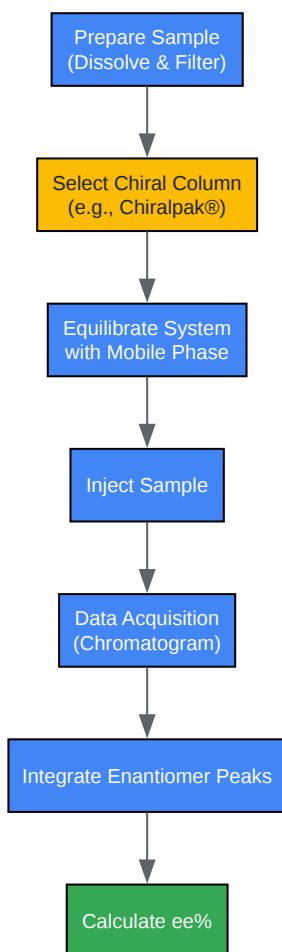 Prepare Sample
(Dissolve & Filter)
Select Chiral Column
(e.g., Chiralpak®)
Equilibrate System
with Mobile Phase
Inject Sample
Data Acquisition
(Chromatogram)
Integrate Enantiomer Peaks
Calculate ee%